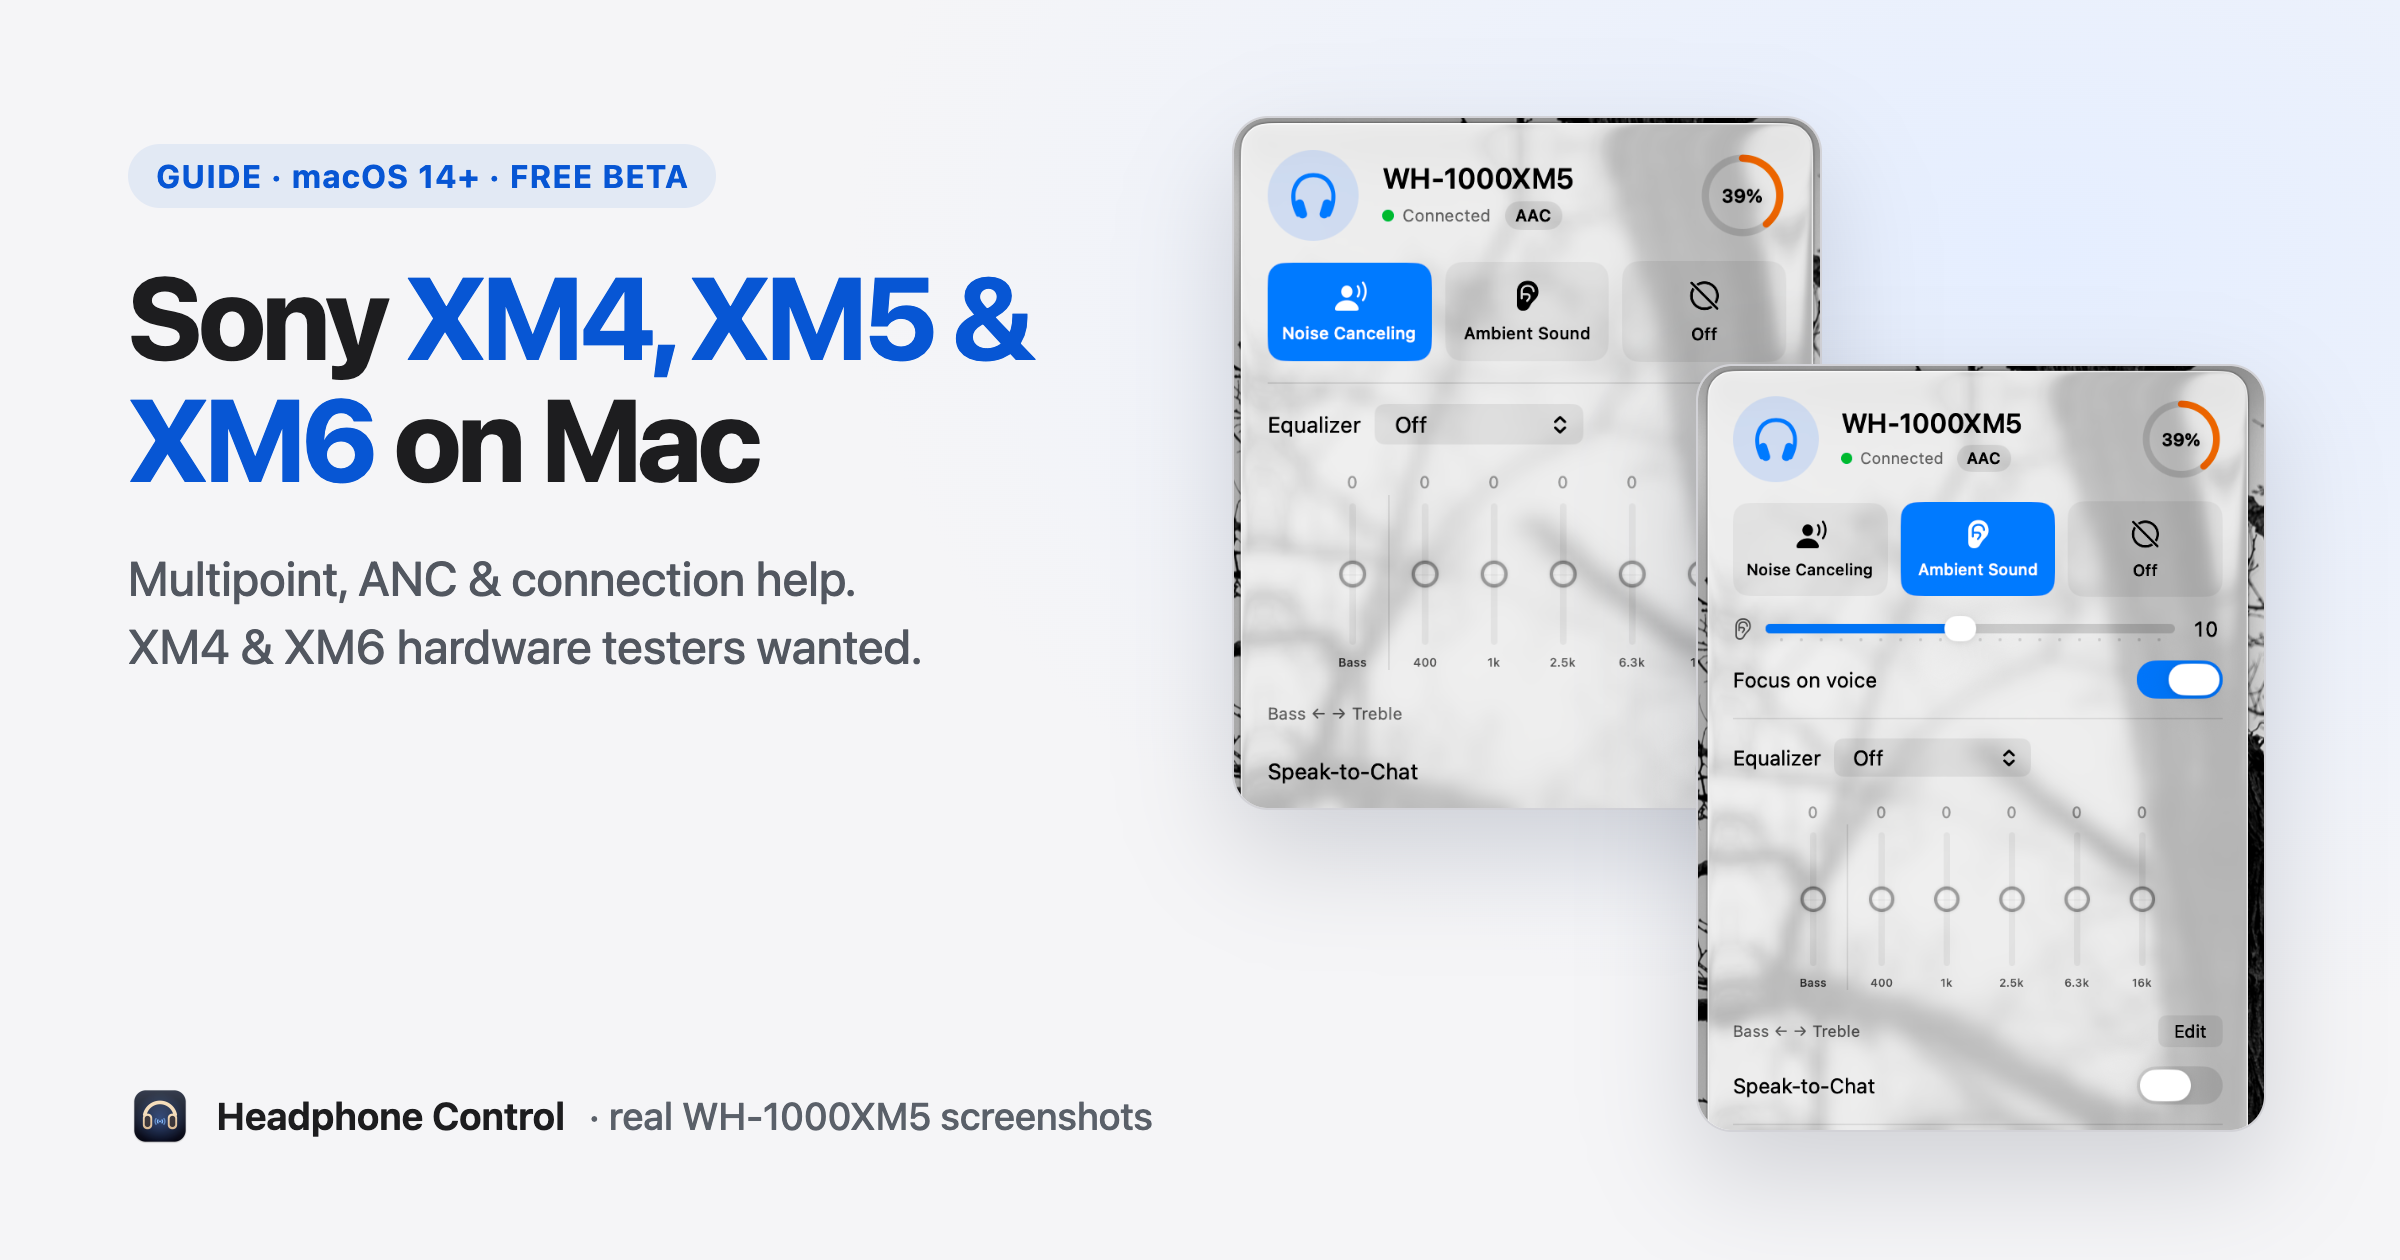 GUIDE · macOS 14+ · FREE BETA
Sony XM4, XM5 &
XM6 on Mac
Multipoint, ANC & connection help.
XM4 & XM6 hardware testers wanted.
Headphone Control · real WH-1000XM5 screenshots
WH-1000XM5
Connected AAC
39%
Noise Canceling
Ambient Sound
Off
Equalizer Off
0 0 0 0 0
Bass 400 1k 2.5k 6.3k
Bass ← → Treble
Speak-to-Chat
WH-1000XM5
Connected AAC
39%
Noise Canceling
Ambient Sound
Off
10
Focus on voice
Equalizer Off
0 0 0 0 0 0
Bass 400 1k 2.5k 6.3k 16k
Bass ← → Treble
Edit
Speak-to-Chat